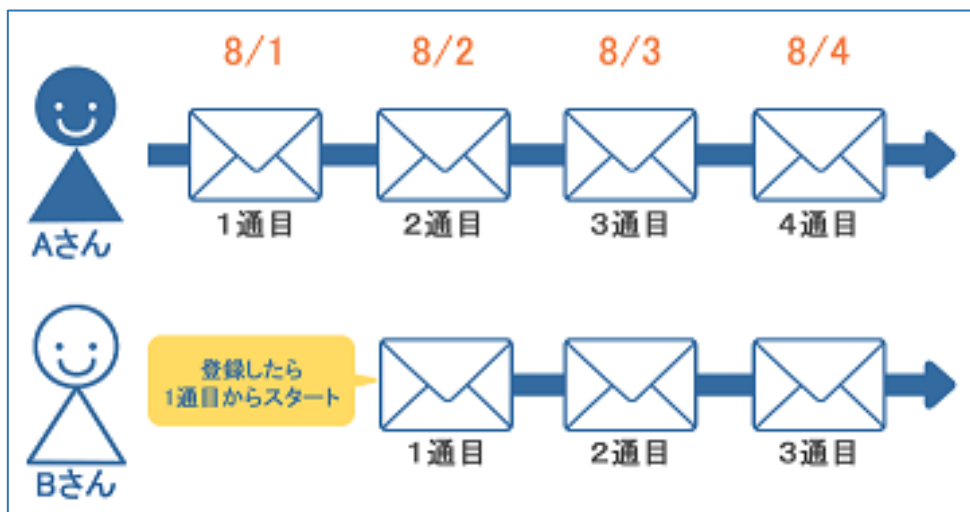 8/1 8/2 8/3 8/4
1通目 2通目 3通目 4通目
Aさん
登録したら
1通目からスタート
1通目 2通目 3通目
Bさん